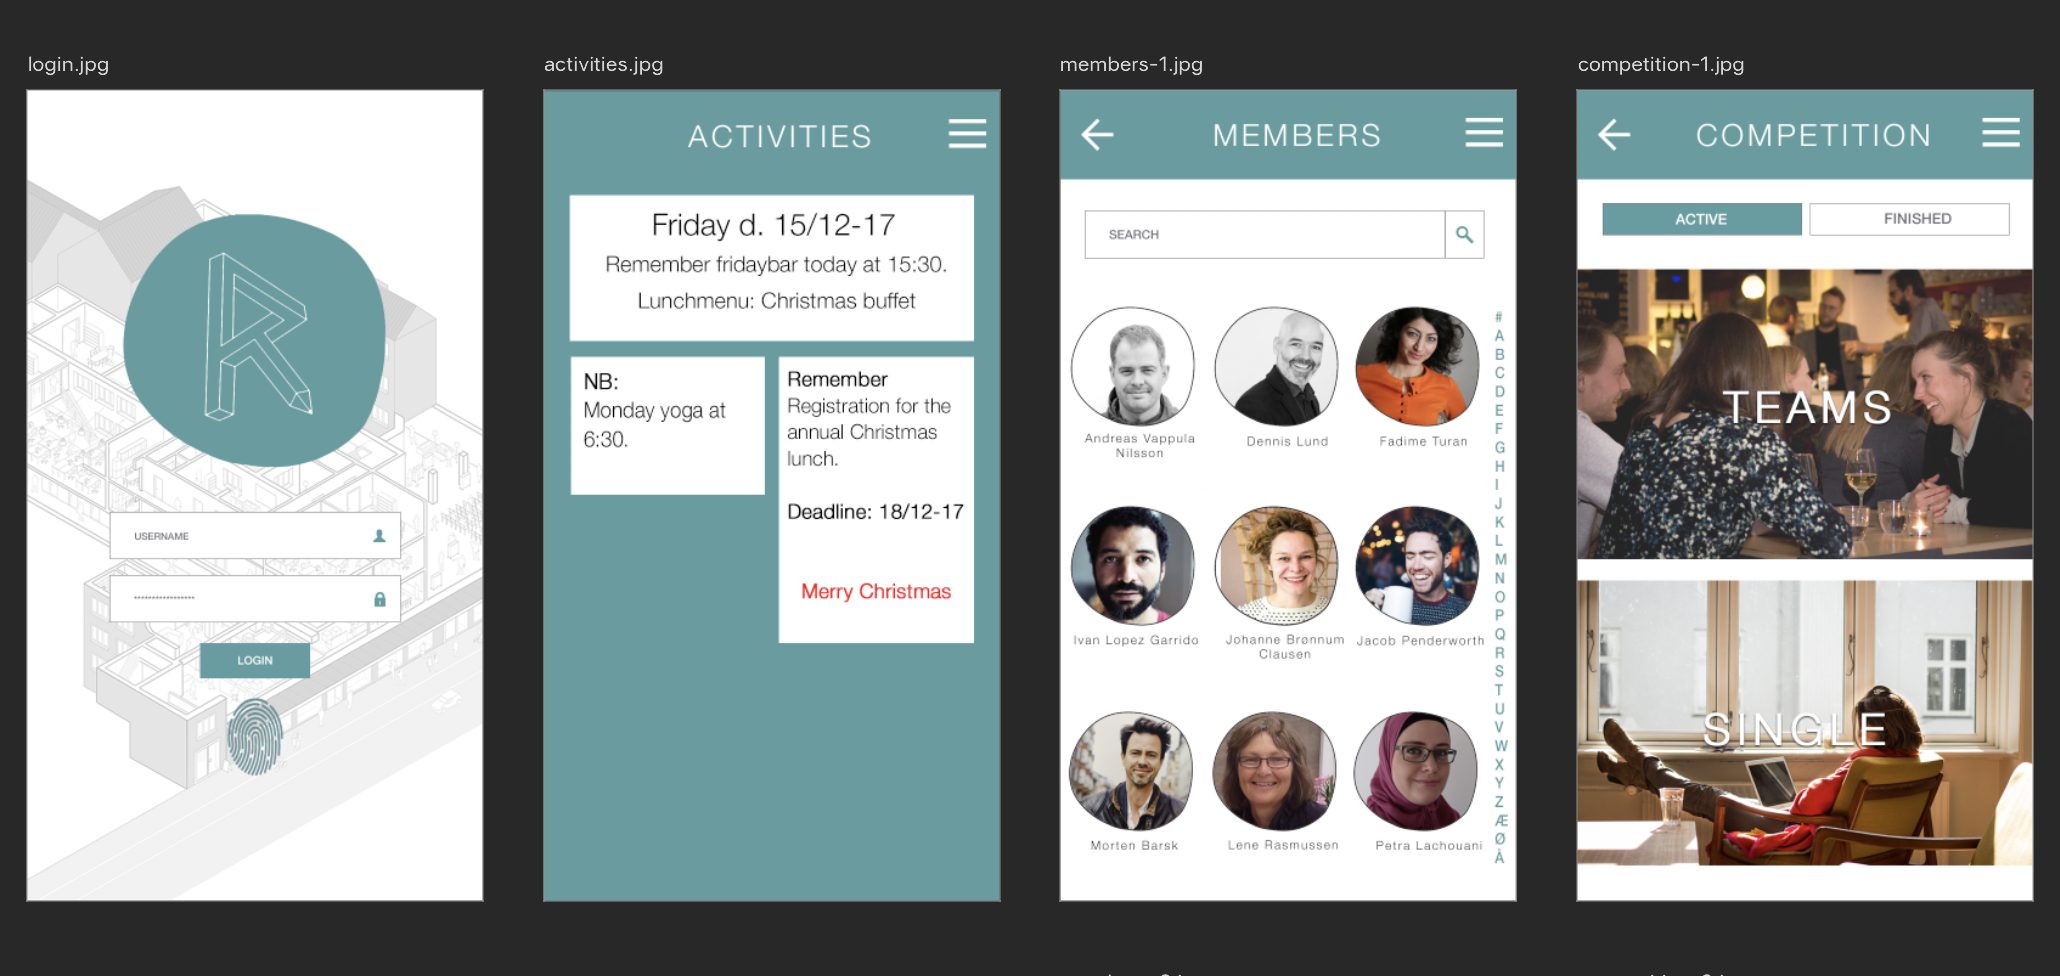 login.jpg
activities.jpg
members-1.jpg
competition-1.jpg
USERNAME
*****************
LOGIN
ACTIVITIES
Friday d. 15/12-17
Remember fridaybar today at 15:30.
Lunchmenu: Christmas buffet
NB:
Monday yoga at
6:30.
Remember
Registration for the
annual Christmas
lunch.
Deadline: 18/12-17
Merry Christmas
MEMBERS
SEARCH
Andreas Vappula
Nilsson
Dennis Lund
Fadime Turan
Ivan Lopez Garrido
Johanne Brønnum
Clausen
Jacob Penderworth
Morten Barsk
Lene Rasmussen
Petra Lachouani
#
A
B
C
D
E
F
G
H
I
J
K
L
M
N
O
P
Q
R
S
T
U
V
W
X
Y
Z
Æ
Ø
Å
COMPETITION
ACTIVE
FINISHED
TEAMS
SINGLE